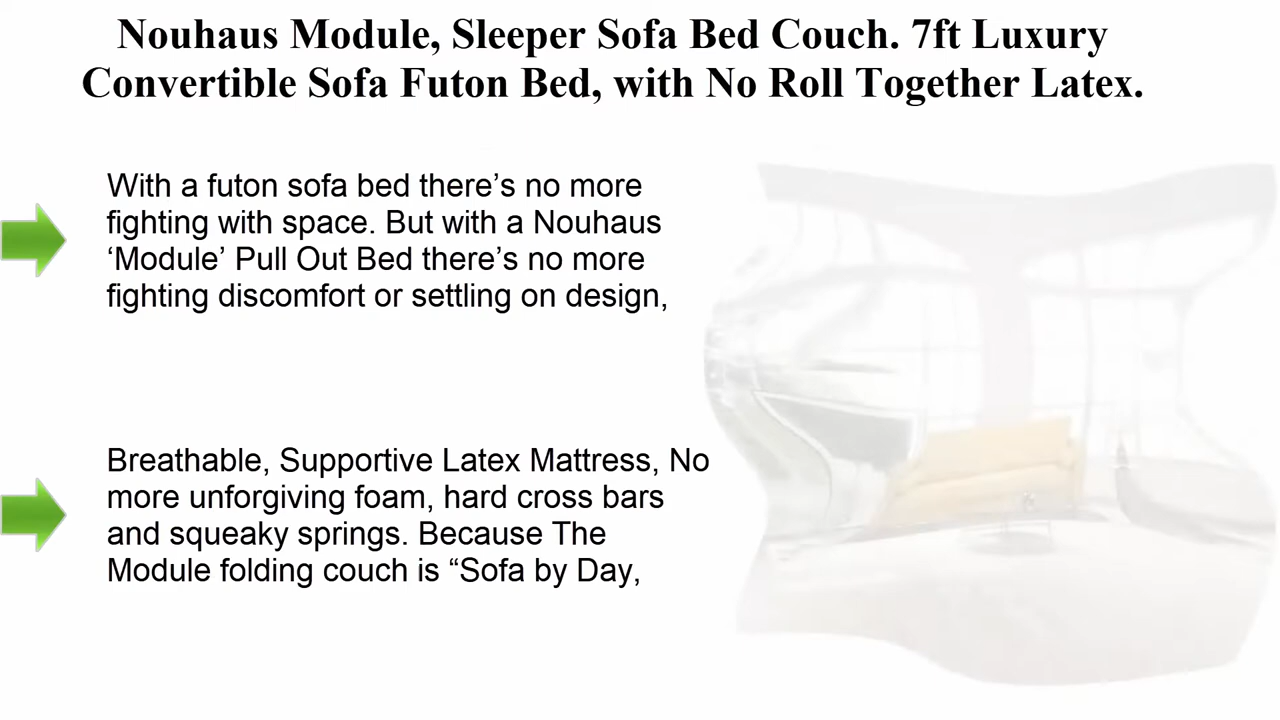 Nouhaus Module, Sleeper Sofa Bed Couch. 7ft Luxury
Convertible Sofa Futon Bed, with No Roll Together Latex.
With a futon sofa bed there’s no more
fighting with space. But with a Nouhaus
‘Module’ Pull Out Bed there’s no more
fighting discomfort or settling on design,
Breathable, Supportive Latex Mattress, No
more unforgiving foam, hard cross bars
and squeaky springs. Because The
Module folding couch is “Sofa by Day,